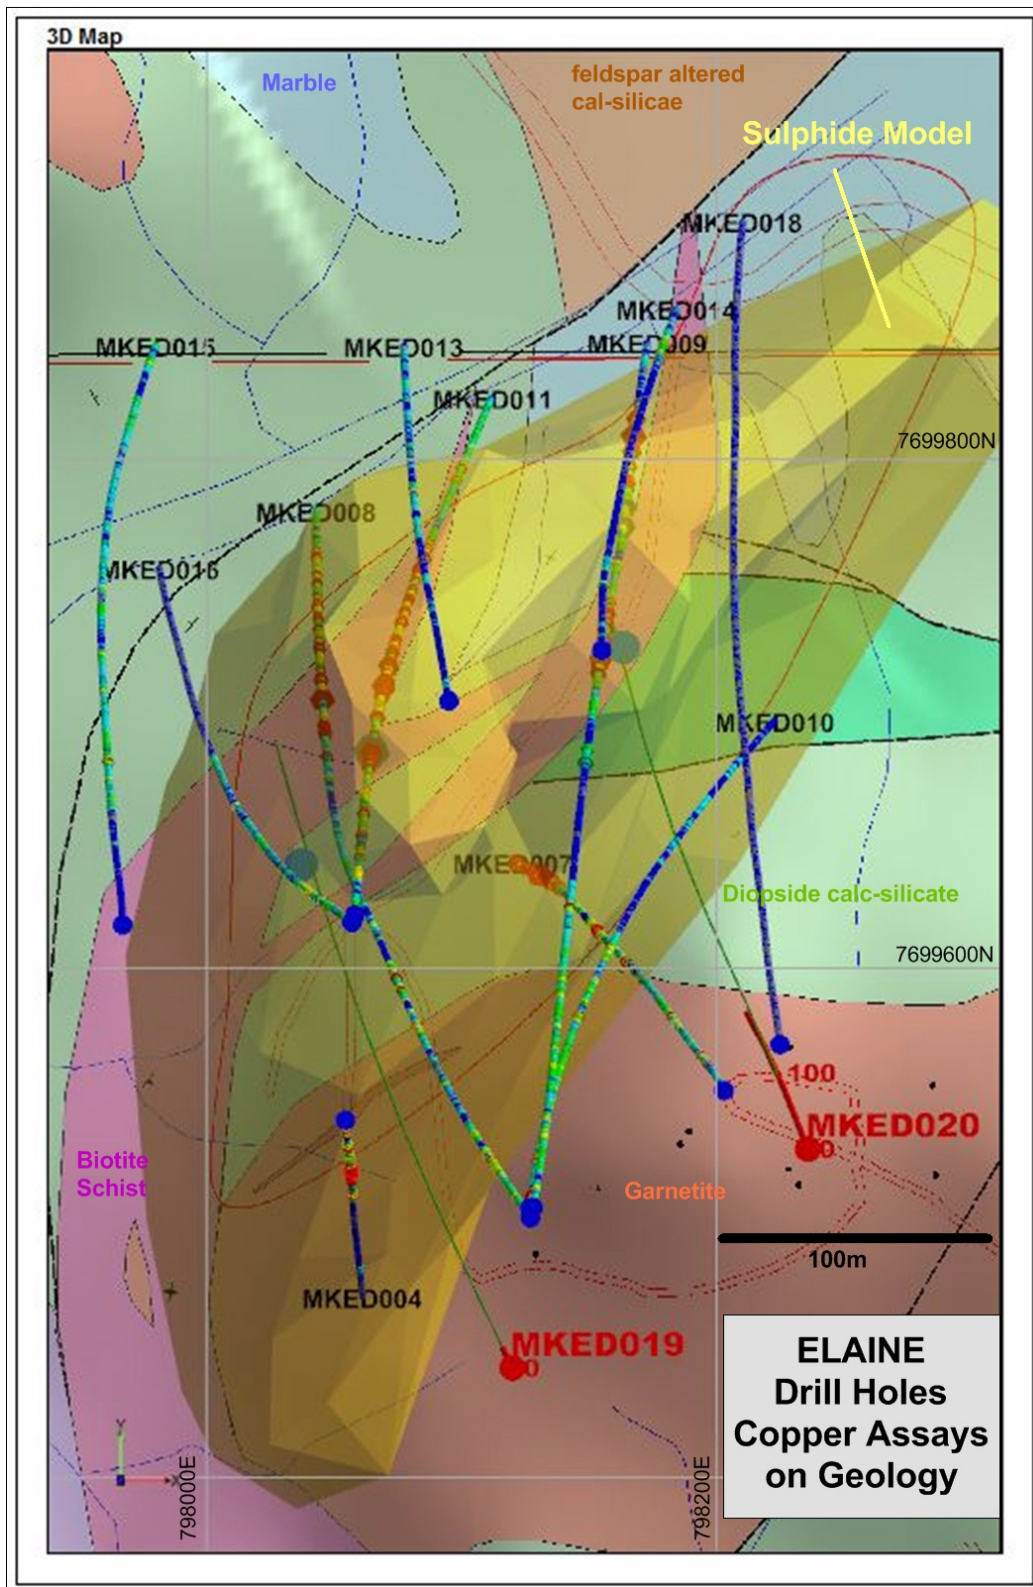 3D Map
Marble
feldspar altered
cal-silicae
Sulphide Model
MKED018
MKED014
MKED015
MKED013
MKED009
MKED011
7699800N
MKED008
MKED016
MKED010
MKED007
Diopside calc-silicate
7699600N
100
MKED020
0
Biotite
Schist
Garnetite
100m
MKED004
MKED019
0
ELAINE
Drill Holes
Copper Assays
on Geology
798000E
798200E
Y
X